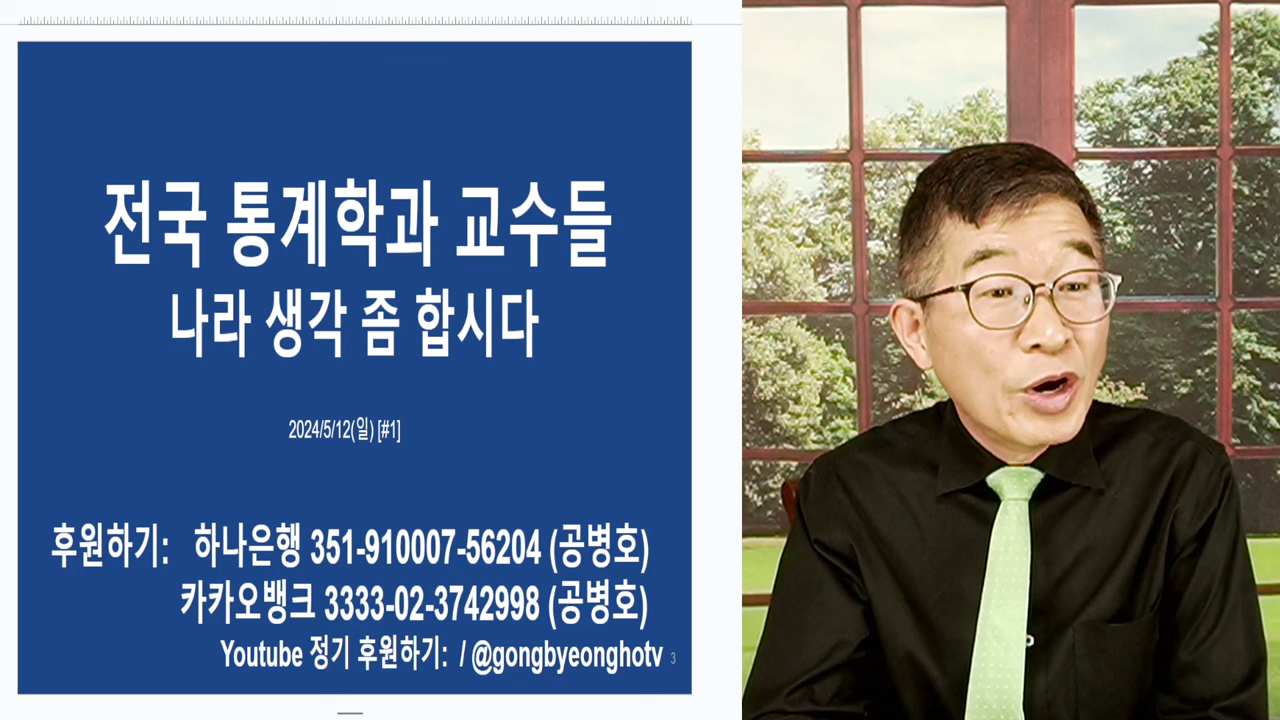 전국 통계학과 교수들
나라 생각 좀 합시다
2024/5/12(일) [#1]
후원하기: 하나은행 351-910007-56204 (공병호)
카카오뱅크 3333-02-3742998 (공병호)
Youtube 정기 후원하기: / @gongbyeonghotv 3